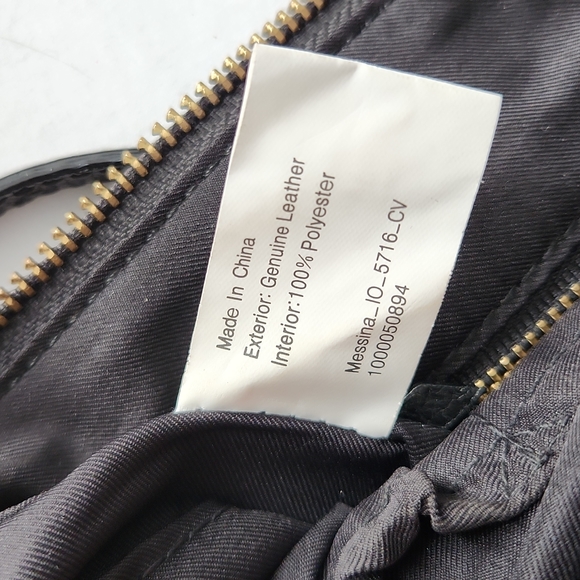 Made In China
Exterior: Genuine Leather
Interior:100% Polyester
Messina_IO_5716_CV
1000050894